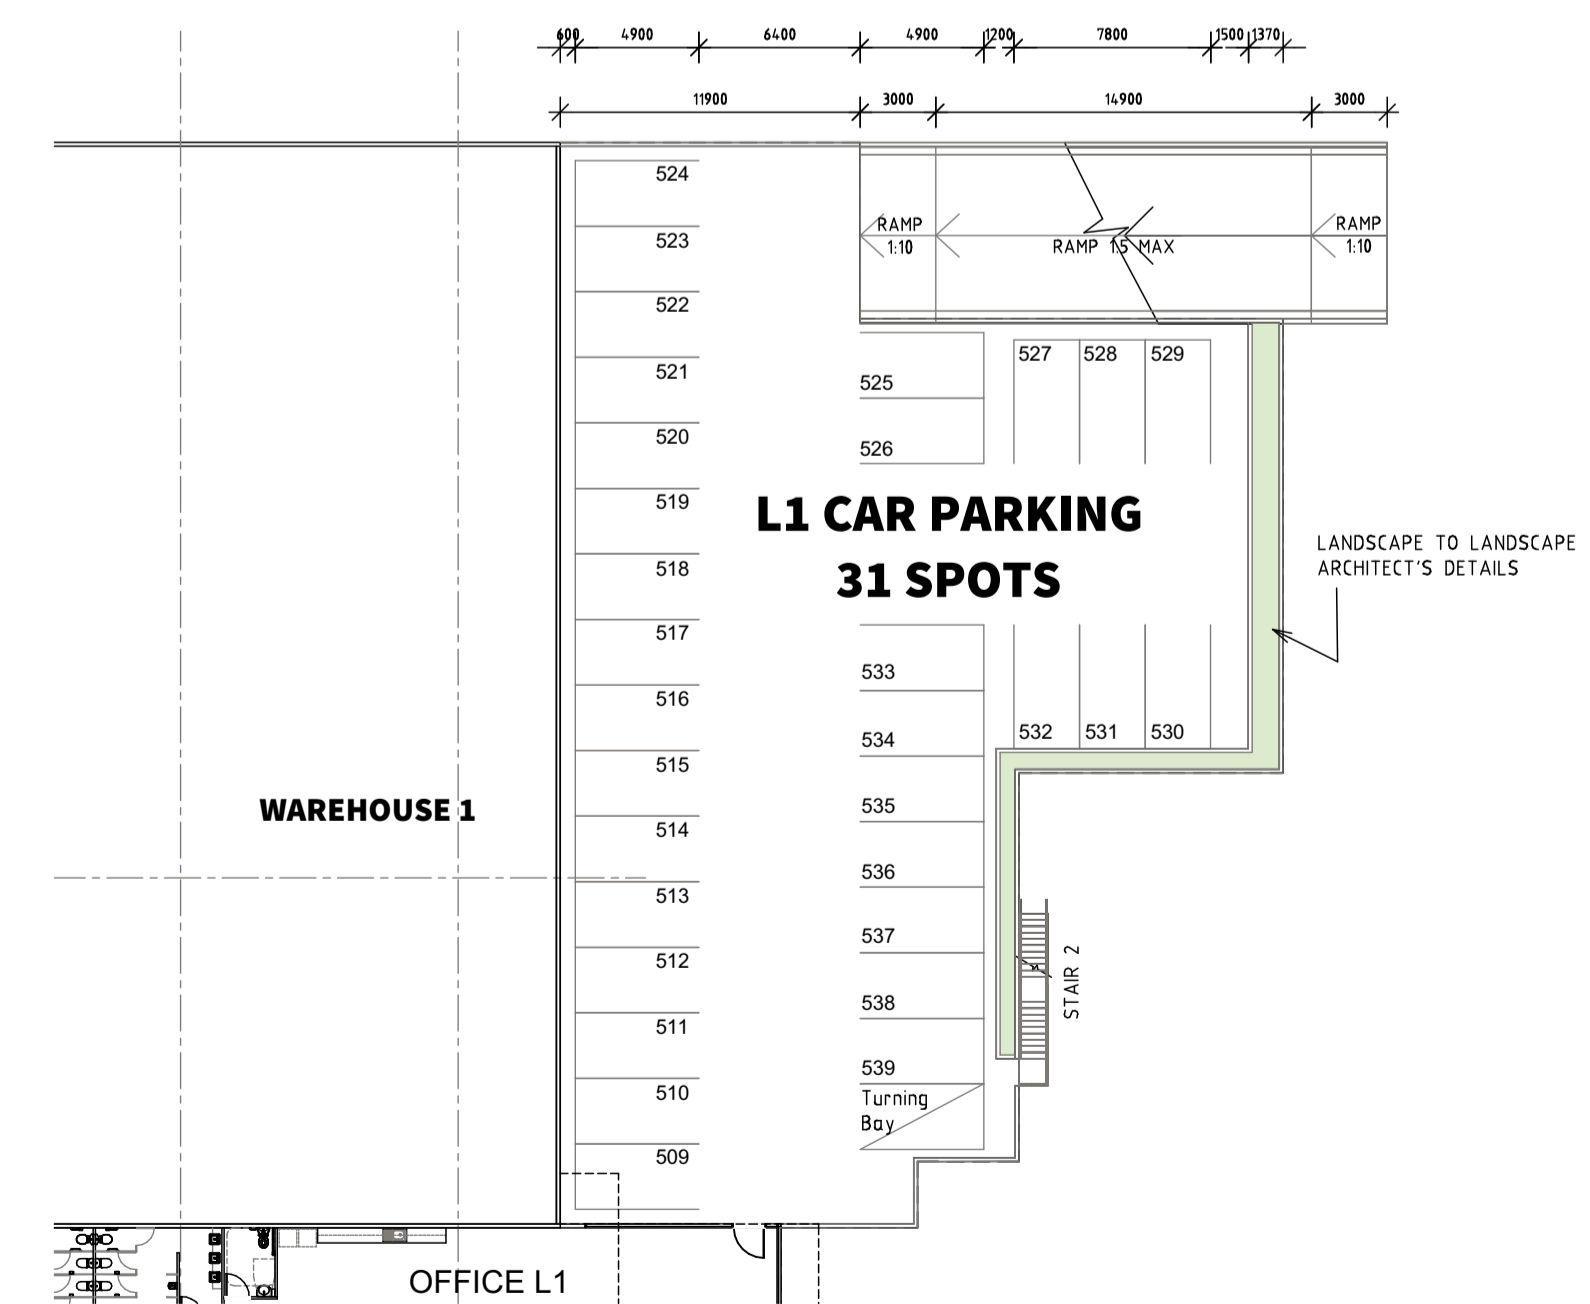 600 4900 6400 4900 1200 7800 1500 1370
11900 3000 14900 3000
524
523
RAMP
1:10
RAMP 1:5 MAX
RAMP
1:10
522
521
527 528 529
525
520
526
519
L1 CAR PARKING
31 SPOTS
LANDSCAPE TO LANDSCAPE
ARCHITECT'S DETAILS
518
517
533
516
534
532 531 530
515
WAREHOUSE 1
535
514
536
513
537
512
STAIR 2
538
511
539
510
Turning
Bay
509
OFFICE L1